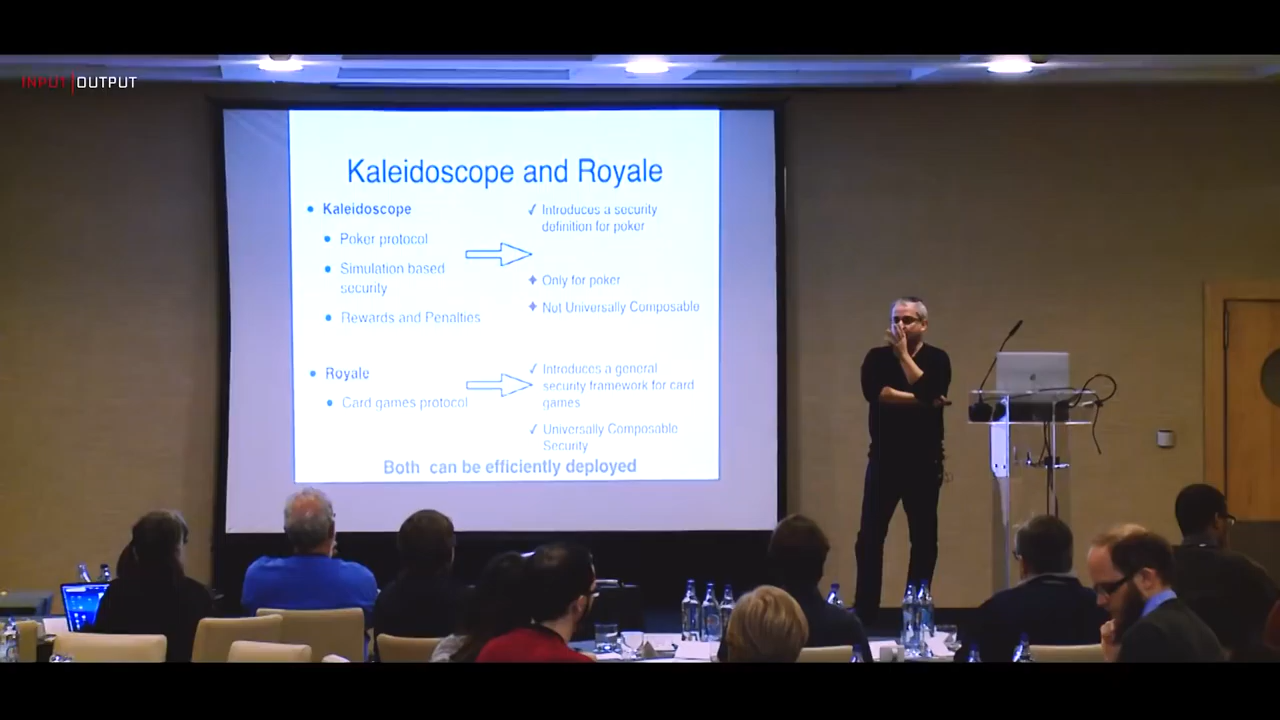 INPUT|OUTPUT
Kaleidoscope and Royale
• Kaleidoscope
• Poker protocol
• Simulation based
security
• Rewards and Penalties
✓ Introduces a security
definition for poker
✦ Only for poker
✦ Not Universally Composable
• Royale
• Card games protocol
✓ Introduces a general
security framework for card
games
✓ Universally Composable
Security
Both can be efficiently deployed